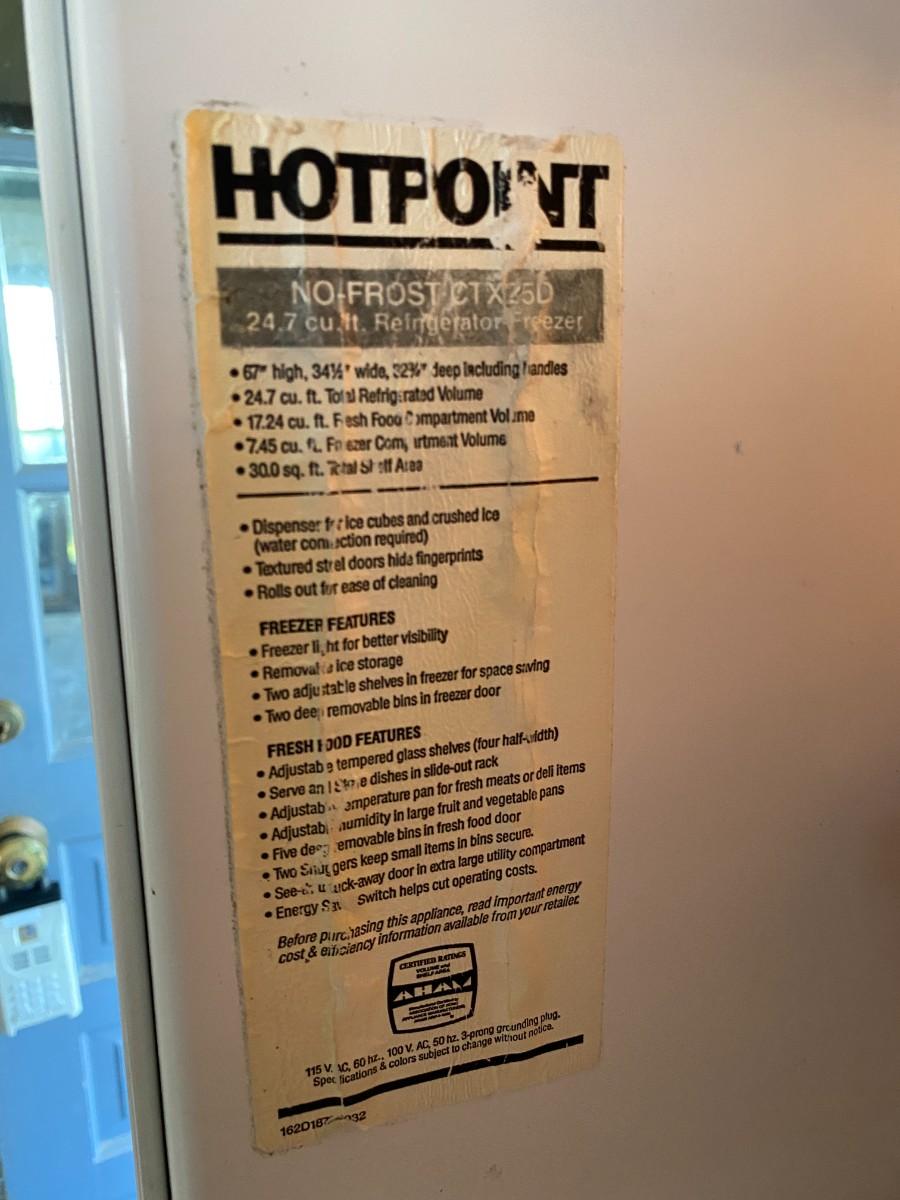 HOTPOINT
NO-FROST CTX25D
24.7 cu. ft. Refrigerator Freezer
• 67" high, 34½" wide, 32¾" deep including handles
• 24.7 cu. ft. Total Refrigerated Volume
• 17.24 cu. ft. Fresh Food Compartment Volume
• 7.45 cu. ft. Freezer Compartment Volume
• 30.0 sq. ft. Total Shelf Area
• Dispenser for ice cubes and crushed ice
(water connection required)
• Textured steel doors hide fingerprints
• Rolls out for ease of cleaning
FREEZER FEATURES
• Freezer light for better visibility
• Removable ice storage
• Two adjustable shelves in freezer for space saving
• Two deep removable bins in freezer door
FRESH FOOD FEATURES
• Adjustable tempered glass shelves (four half-width)
• Serve and Store dishes in slide-out rack
• Adjustable temperature pan for fresh meats or deli items
• Adjustable humidity in large fruit and vegetable pans
• Five deep removable bins in fresh food door
• Two Snuggers keep small items in bins secure.
• See-thru tuck-away door in extra large utility compartment
• Energy Saver Switch helps cut operating costs.
Before purchasing this appliance, read important energy
cost & efficiency information available from your retailer.
CERTIFIED RATINGS
VOLUME and
SHELF AREA
AHAM
115 V. AC, 60 hz., 100 V. AC, 50 hz. 3-prong grounding plug.
Specifications & colors subject to change without notice.